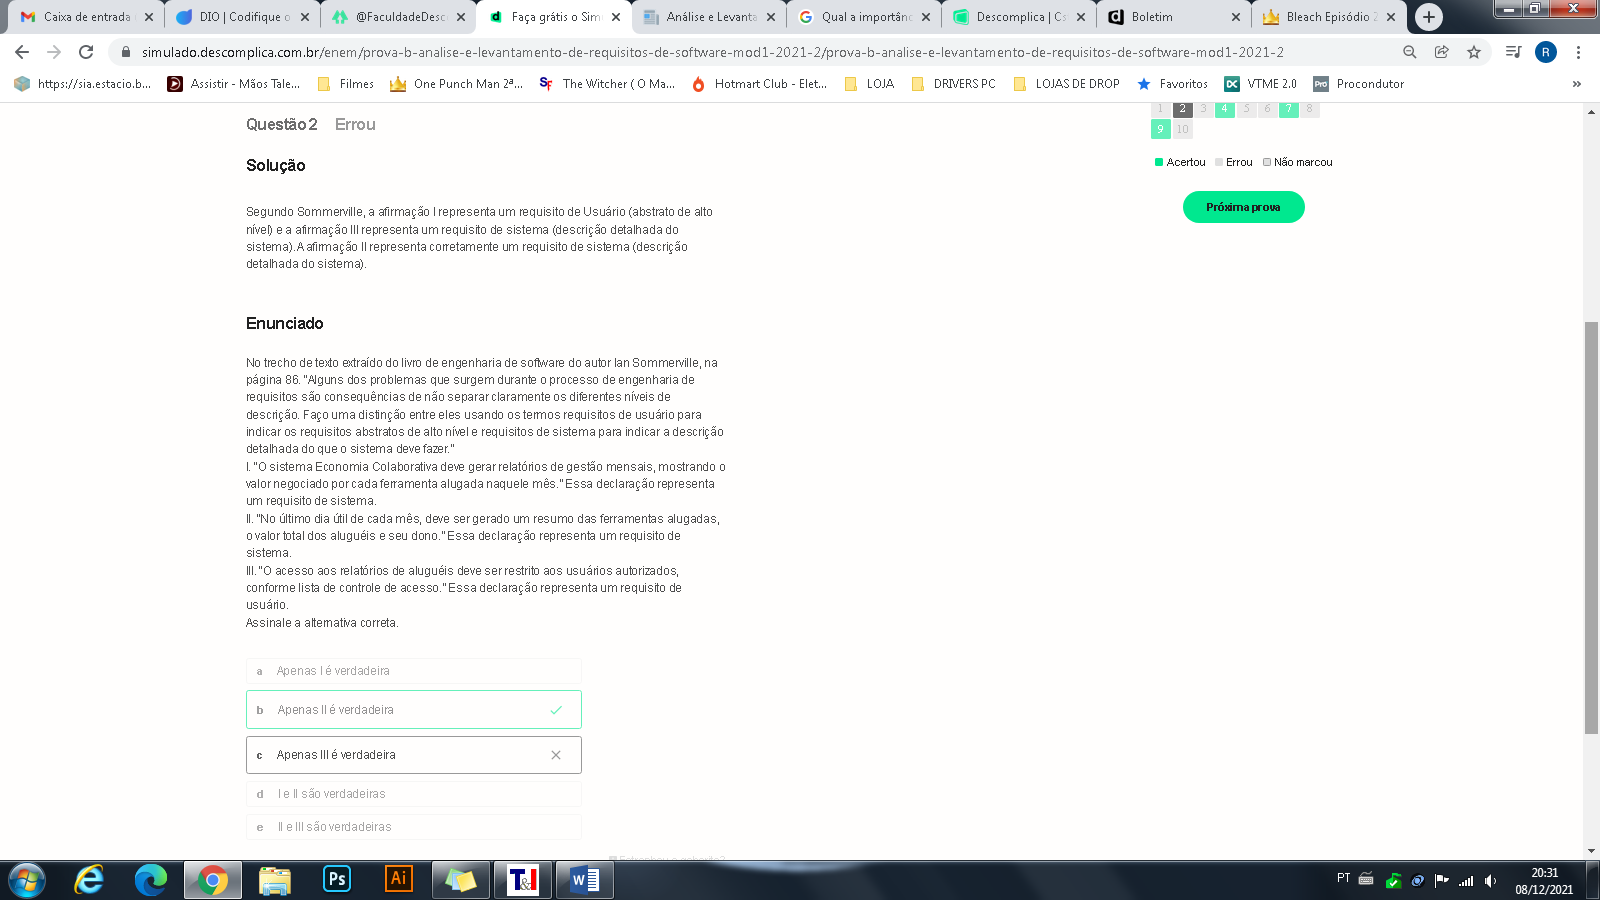 Caixa de entrada
DIO | Codifique o
@FaculdadeDesc
Faça grátis o Sim
Análise e Levanta
Qual a importânc
Descomplica | Cs
Boletim
Bleach Episódio 2
simulado.descomplica.com.br/enem/prova-b-analise-e-levantamento-de-requisitos-de-software-mod1-2021-2/prova-b-analise-e-levantamento-de-requisitos-de-software-mod1-2021-2
R
https://sia.estacio.b...
Assistir - Mãos Tale...
Filmes
One Punch Man 2ª...
The Witcher ( O Ma...
Hotmart Club - Elet...
LOJA
DRIVERS PC
LOJAS DE DROP
Favoritos
VTME 2.0
Procondutor
1 2 3 4 5 6 7 8
9 10
Acertou Errou Não marcou
Próxima prova
Questão 2 Errou
Solução
Segundo Sommerville, a afirmação I representa um requisito de Usuário (abstrato de alto
nível) e a afirmação III representa um requisito de sistema (descrição detalhada do
sistema). A afirmação II representa corretamente um requisito de sistema (descrição
detalhada do sistema).
Enunciado
No trecho de texto extraído do livro de engenharia de software do autor Ian Sommerville, na
página 86. "Alguns dos problemas que surgem durante o processo de engenharia de
requisitos são consequências de não separar claramente os diferentes níveis de
descrição. Faço uma distinção entre eles usando os termos requisitos de usuário para
indicar os requisitos abstratos de alto nível e requisitos de sistema para indicar a descrição
detalhada do que o sistema deve fazer."
I. "O sistema Economia Colaborativa deve gerar relatórios de gestão mensais, mostrando o
valor negociado por cada ferramenta alugada naquele mês." Essa declaração representa
um requisito de sistema.
II. "No último dia útil de cada mês, deve ser gerado um resumo das ferramentas alugadas,
o valor total dos aluguéis e seu dono." Essa declaração representa um requisito de
sistema.
III. "O acesso aos relatórios de aluguéis deve ser restrito aos usuários autorizados,
conforme lista de controle de acesso." Essa declaração representa um requisito de
usuário.
Assinale a alternativa correta.
a Apenas I é verdadeira
b Apenas II é verdadeira
c Apenas III é verdadeira
d I e II são verdadeiras
e II e III são verdadeiras
Ps
Ai
T&I
W
PT
20:31
08/12/2021